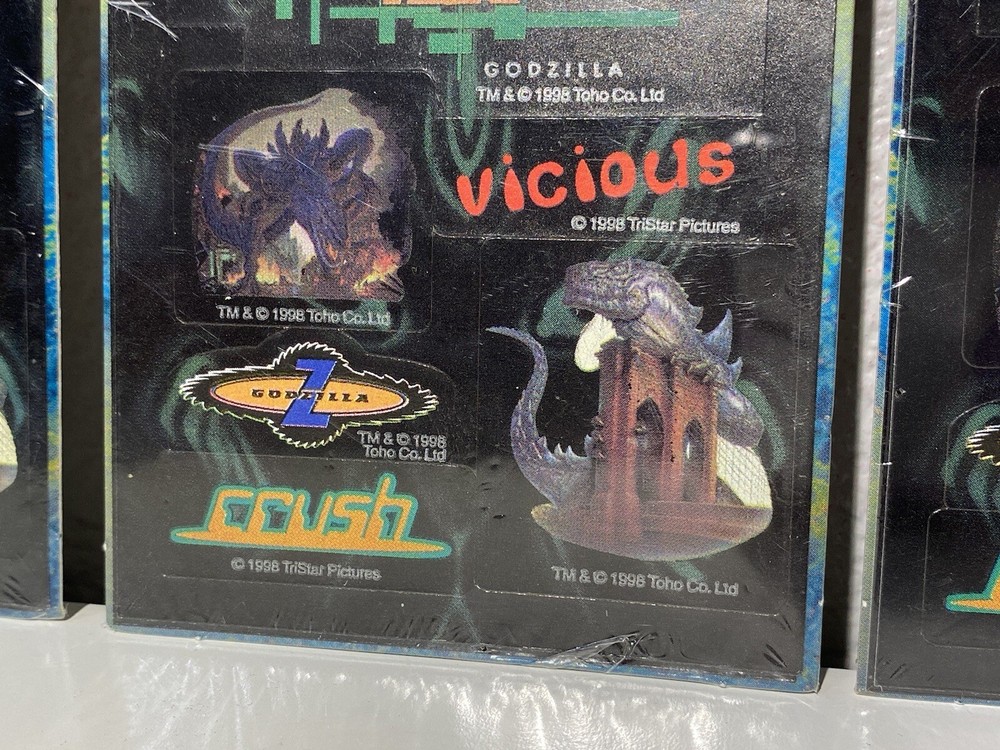 GODZILLA
TM & © 1998 Toho Co. Ltd
vicious
© 1998 TriStar Pictures
TM & © 1998 Toho Co. Ltd
Z
GODZILLA
TM & © 1998
Toho Co. Ltd
crush
© 1998 TriStar Pictures
TM & © 1998 Toho Co. Ltd